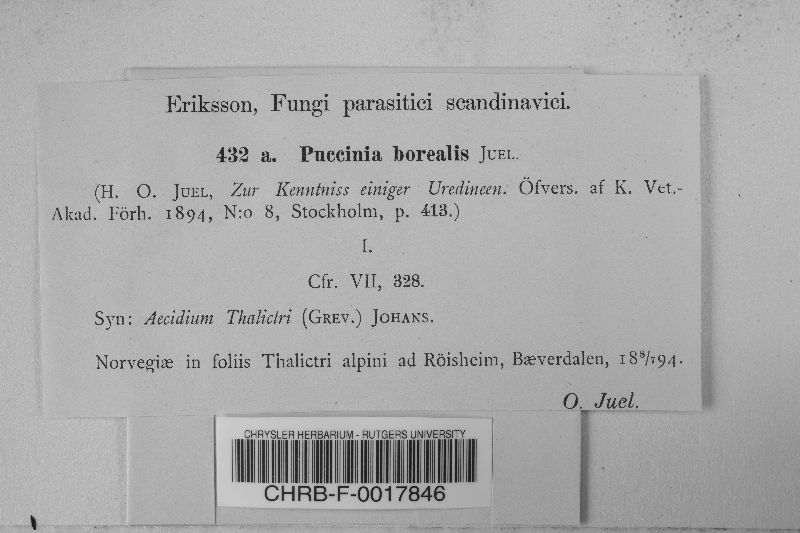 Eriksson, Fungi parasitici scandinavici.
432 a. Puccinia borealis JUEL.
(H. O. JUEL, Zur Kenntniss einiger Uredineen. Öfvers. af K. Vet.-
Akad. Förh. 1894, N:o 8, Stockholm, p. 413.)
I.
Cfr. VII, 328.
Syn: Aecidium Thalictri (GREV.) JOHANS.
Norvegiæ in foliis Thalictri alpini ad Röisheim, Bæverdalen, 18⁸/₇94.
O. Juel.
CHRYSLER HERBARIUM - RUTGERS UNIVERSITY
CHRB-F-0017846